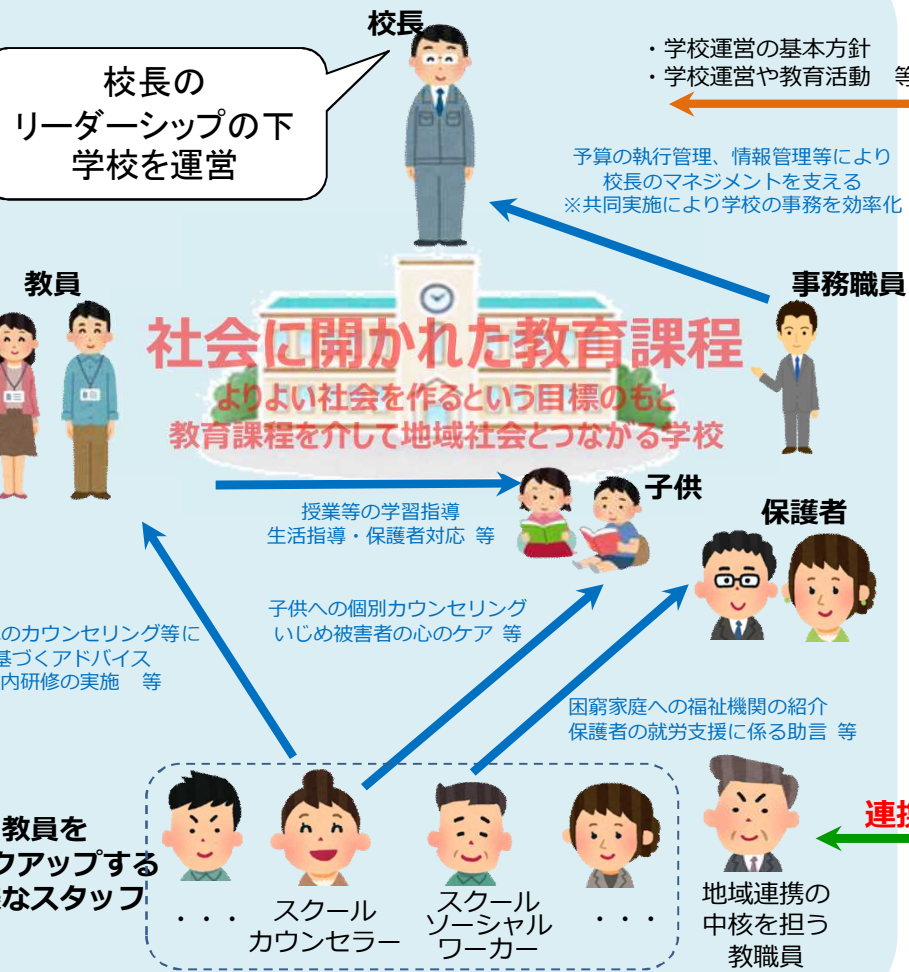 校長
校長の
リーダーシップの下
学校を運営
・学校運営の基本方針
・学校運営や教育活動 等
予算の執行管理、情報管理等により
校長のマネジメントを支える
※共同実施により学校の事務を効率化
教員
事務職員
社会に開かれた教育課程
よりよい社会を作るという目標のもと
教育課程を介して地域社会とつながる学校
子供
授業等の学習指導
生活指導・保護者対応 等
保護者
子供への個別カウンセリング
いじめ被害者の心のケア 等
のカウンセリング等に
基づくアドバイス
内研修の実施 等
困窮家庭への福祉機関の紹介
保護者の就労支援に係る助言 等
教員を
クアップする
なスタッフ
・・・
スクール
カウンセラー
スクール
ソーシャル
ワーカー
・・・
地域連携の
中核を担う
教職員
連携